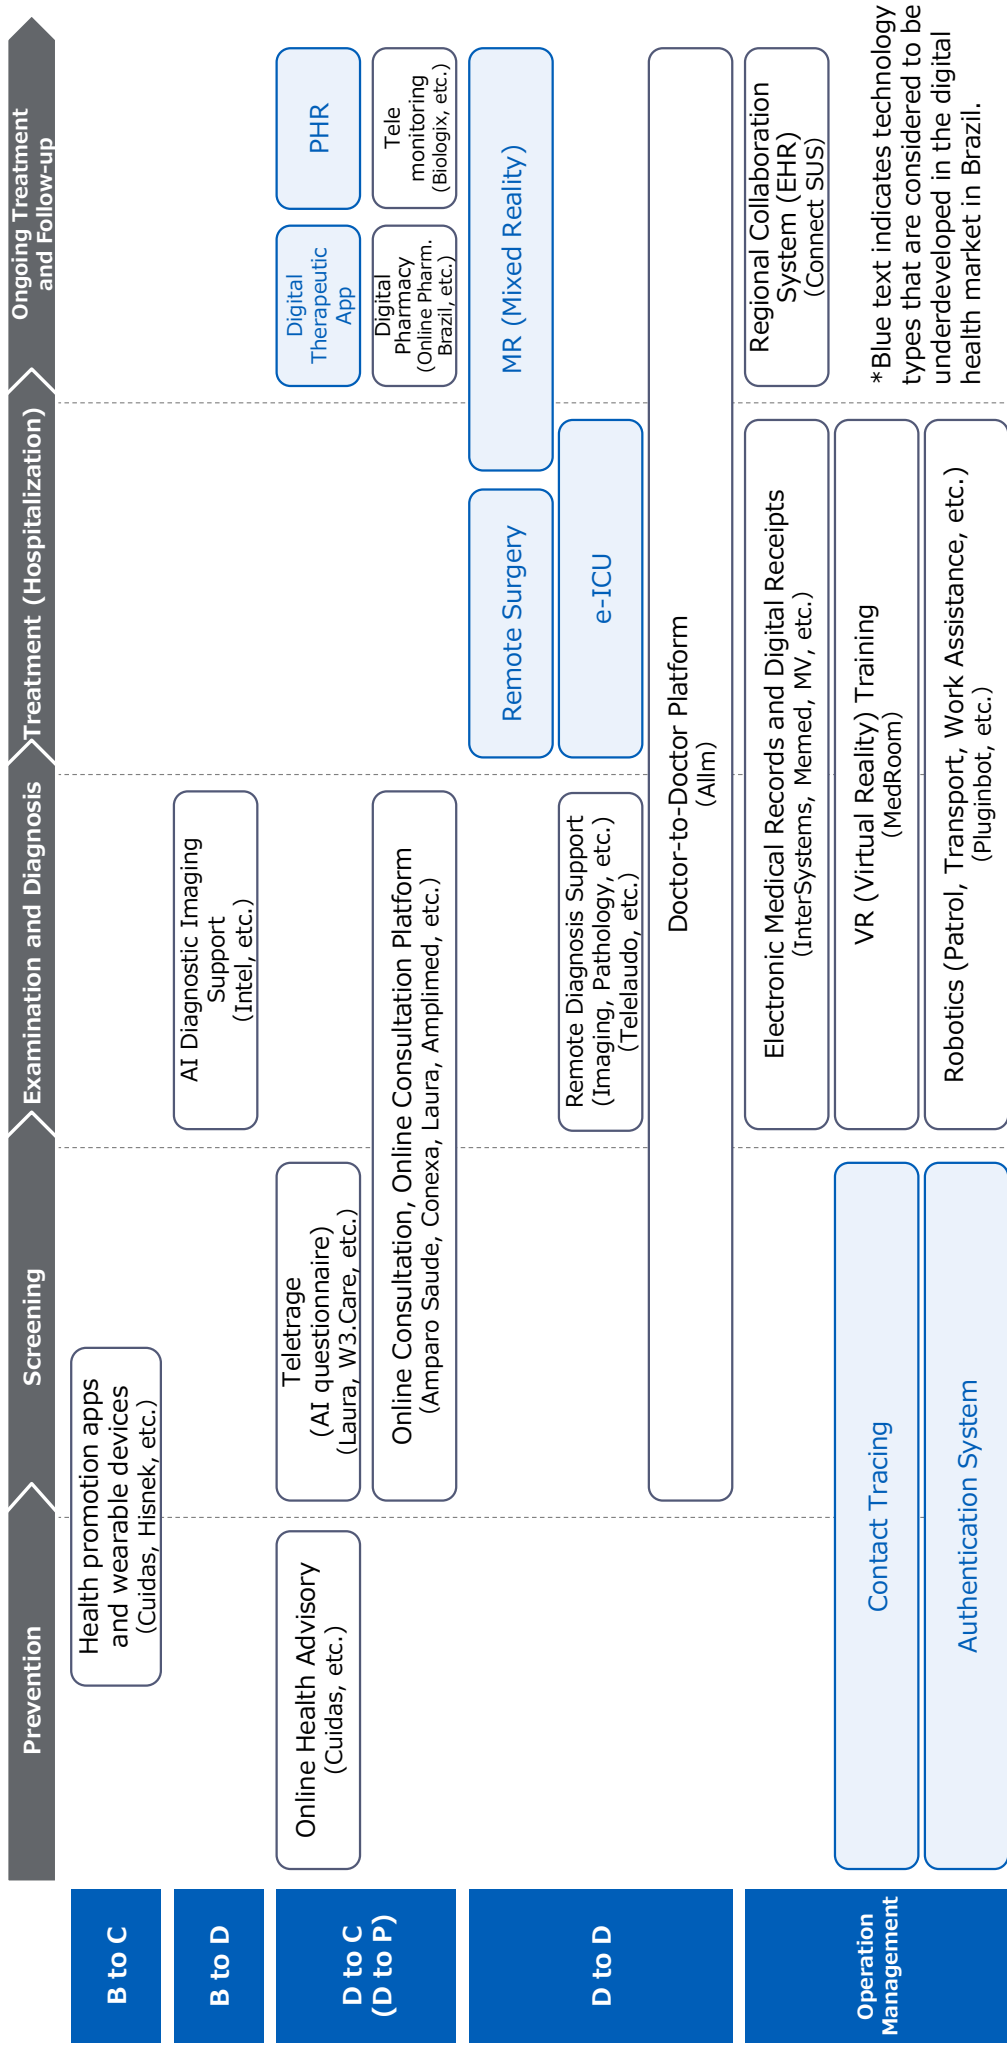 Prevention
Screening
Examination and Diagnosis
Treatment (Hospitalization)
Ongoing Treatment
and Follow-up
B to C
Health promotion apps
and wearable devices
(Cuidas, Hisnek, etc.)
B to D
AI Diagnostic Imaging
Support
(Intel, etc.)
D to C
(D to P)
Online Health Advisory
(Cuidas, etc.)
Teletrage
(AI questionnaire)
(Laura, W3.Care, etc.)
Digital
Therapeutic
App
PHR
Online Consultation, Online Consultation Platform
(Amparo Saude, Conexa, Laura, Amplimed, etc.)
Digital
Pharmacy
(Online Pharm.
Brazil, etc.)
Tele
monitoring
(Biologix, etc.)
D to D
Remote Surgery
MR (Mixed Reality)
Remote Diagnosis Support
(Imaging, Pathology, etc.)
(Telelaudo, etc.)
e-ICU
Doctor-to-Doctor Platform
(Allm)
Operation
Management
Electronic Medical Records and Digital Receipts
(InterSystems, Memed, MV, etc.)
Regional Collaboration
System (EHR)
(Connect SUS)
Contact Tracing
VR (Virtual Reality) Training
(MedRoom)
Authentication System
Robotics (Patrol, Transport, Work Assistance, etc.)
(Pluginbot, etc.)
*Blue text indicates technology
types that are considered to be
underdeveloped in the digital
health market in Brazil.